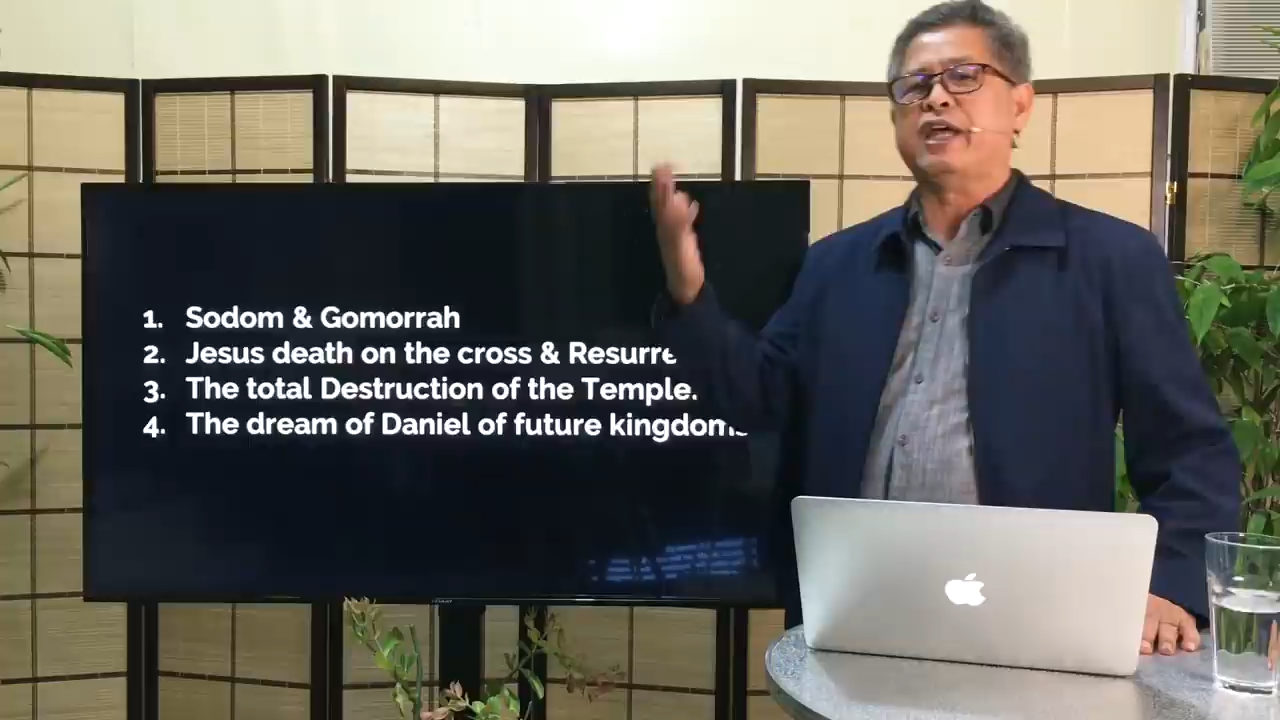 1. Sodom & Gomorrah
2. Jesus death on the cross & Resurre
3. The total Destruction of the Temple.
4. The dream of Daniel of future kingdoms